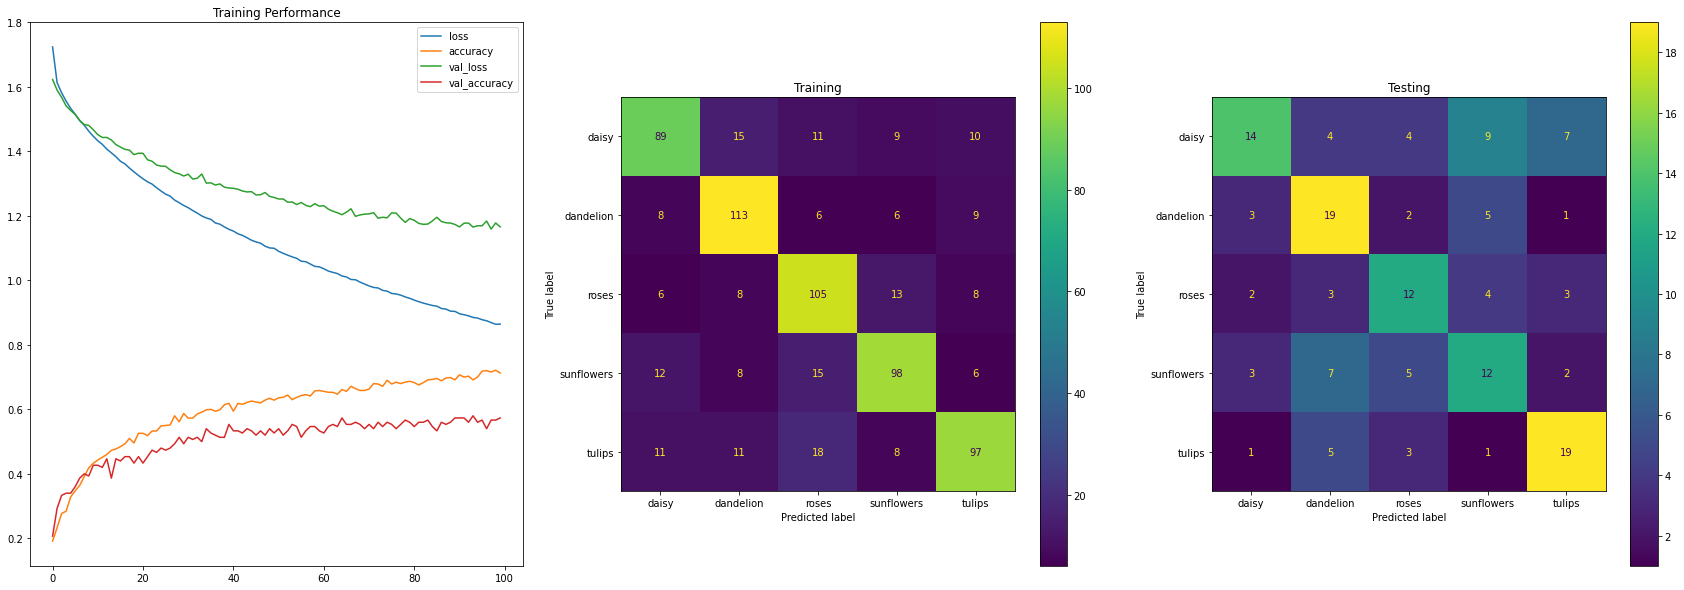 Training Performance
1.8
1.6
1.4
1.2
1.0
0.8
0.6
0.4
0.2
0 20 40 60 80 100
loss
accuracy
val_loss
val_accuracy
Training
True label
daisy 89 15 11 9 10
dandelion 8 113 6 6 9
roses 6 8 105 13 8
sunflowers 12 8 15 98 6
tulips 11 11 18 8 97
daisy dandelion roses sunflowers tulips
Predicted label
100
80
60
40
20
Testing
True label
daisy 14 4 4 9 7
dandelion 3 19 2 5 1
roses 2 3 12 4 3
sunflowers 3 7 5 12 2
tulips 1 5 3 1 19
daisy dandelion roses sunflowers tulips
Predicted label
18
16
14
12
10
8
6
4
2